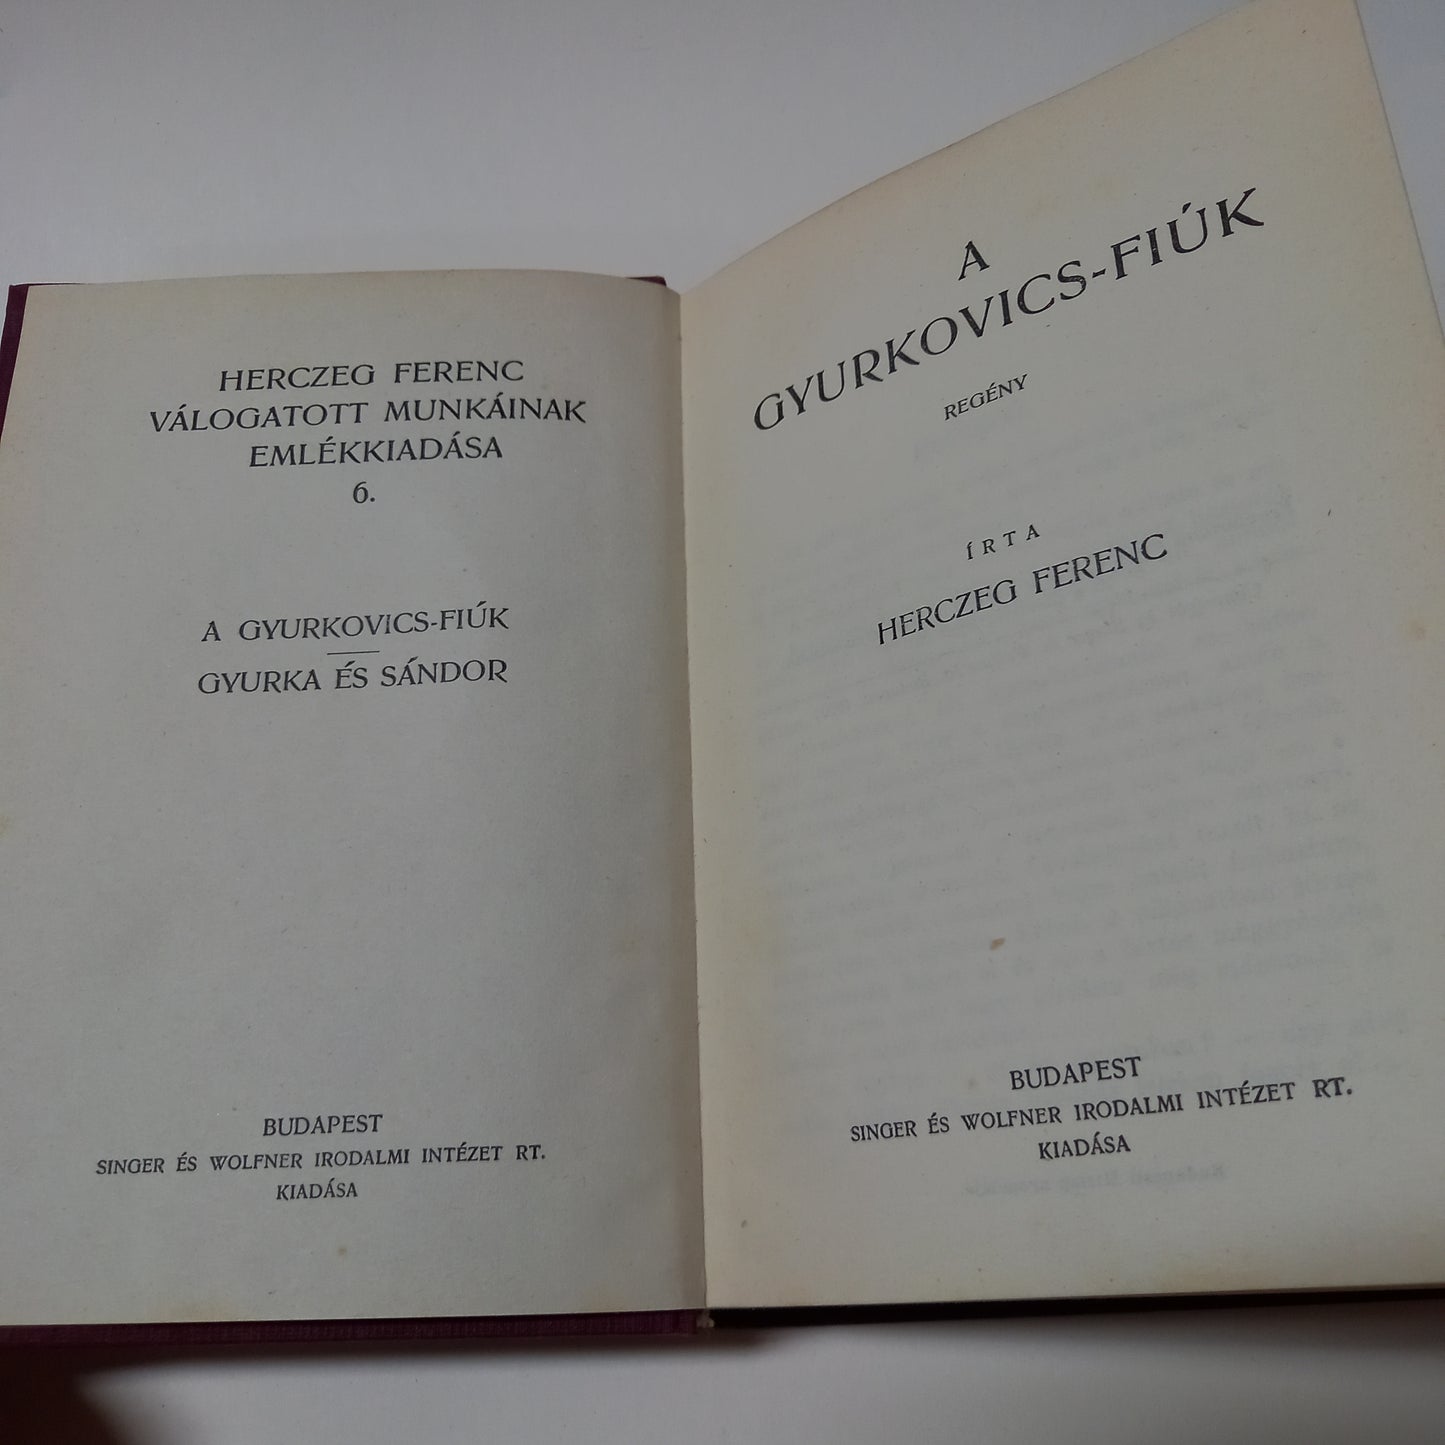 HERCZEG FERENC
VÁLOGATOTT MUNKÁINAK
EMLÉKKIADÁSA
6.
A GYURKOVICS-FIÚK
GYURKA ÉS SÁNDOR
BUDAPEST
SINGER ÉS WOLFNER IRODALMI INTÉZET RT.
KIADÁSA
A
GYURKOVICS-FIÚK
REGÉNY
ÍRTA
HERCZEG FERENC
BUDAPEST
SINGER ÉS WOLFNER IRODALMI INTÉZET RT.
KIADÁSA